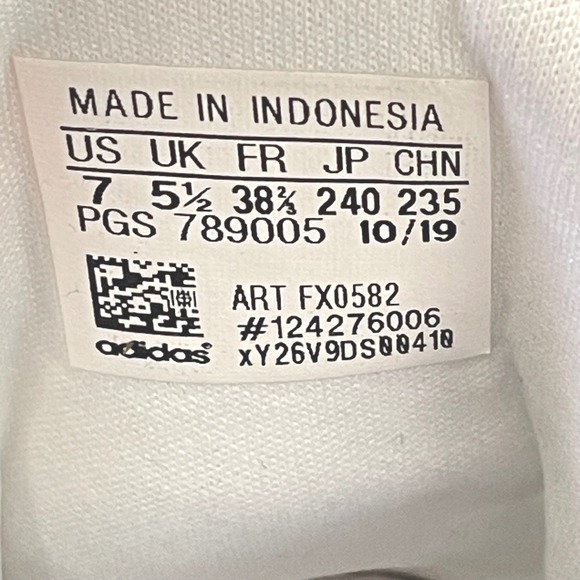 MADE IN INDONESIA
US UK FR JP CHN
7 5½ 38⅔ 240 235
PGS 789005 10/19
ART FX0582
#124276006
adidas® xY26V9DS00410